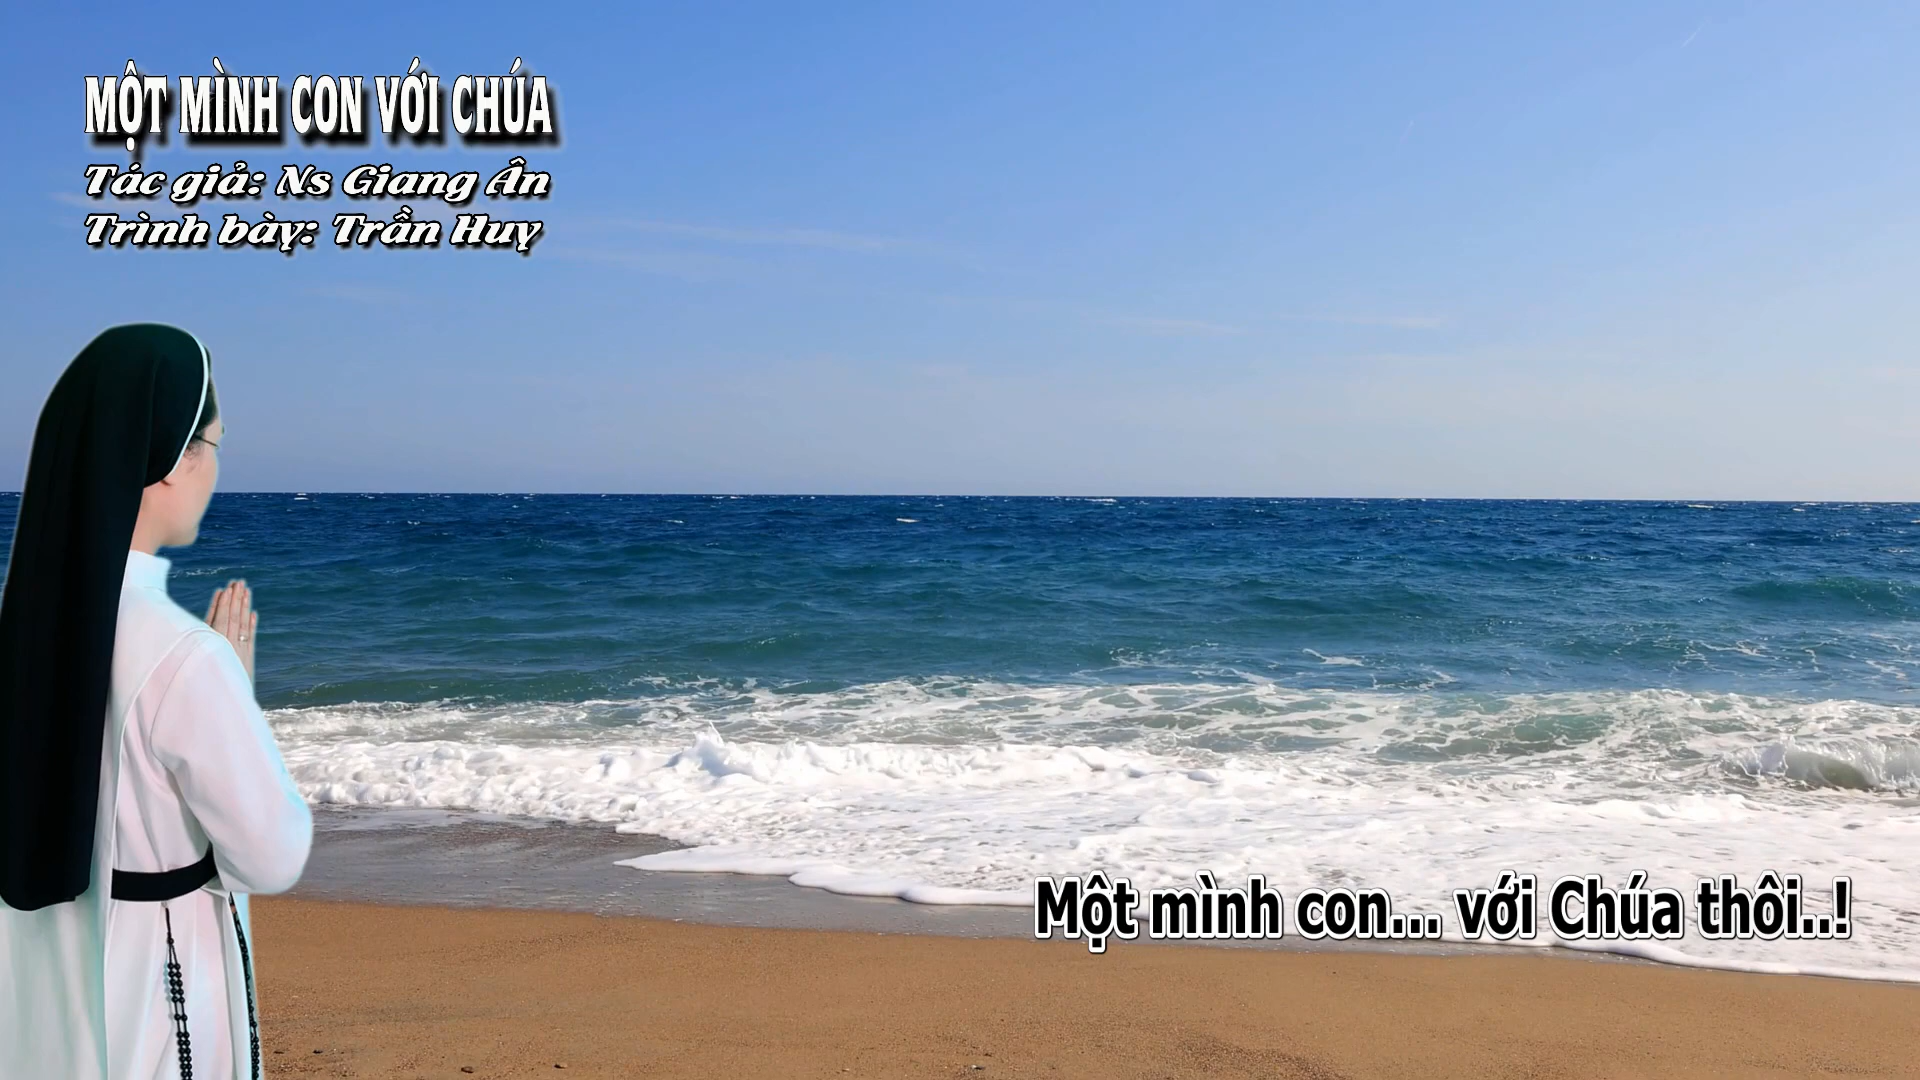 MỘT MÌNH CON VỚI CHÚA
Tác giả: Ns Giang Ân
Trình bày: Trần Huy
Một mình con... với Chúa thôi..!